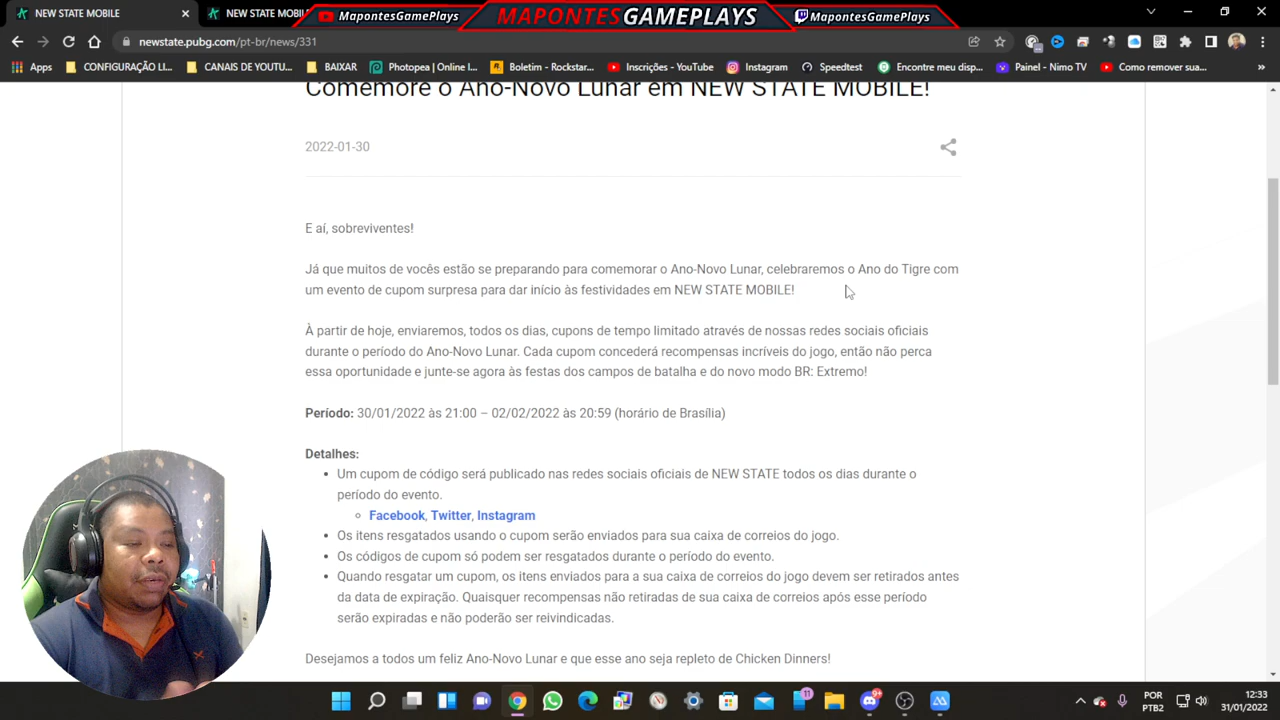 NEW STATE MOBILE
NEW STATE MOBIL
MapontesGamePlays
MAPONTESGAMEPLAYS
MapontesGamePlays
newstate.pubg.com/pt-br/news/331
Apps
CONFIGURAÇÃO LI...
CANAIS DE YOUTU...
BAIXAR
Photopea | Online I...
Boletim - Rockstar...
Inscrições - YouTube
Instagram
Speedtest
Encontre meu disp...
Painel - Nimo TV
Como remover sua...
»
Comemore o Ano-Novo Lunar em NEW STATE MOBILE!
2022-01-30
E aí, sobreviventes!
Já que muitos de vocês estão se preparando para comemorar o Ano-Novo Lunar, celebraremos o Ano do Tigre com
um evento de cupom surpresa para dar início às festividades em NEW STATE MOBILE!
À partir de hoje, enviaremos, todos os dias, cupons de tempo limitado através de nossas redes sociais oficiais
durante o período do Ano-Novo Lunar. Cada cupom concederá recompensas incríveis do jogo, então não perca
essa oportunidade e junte-se agora às festas dos campos de batalha e do novo modo BR: Extremo!
Período: 30/01/2022 às 21:00 – 02/02/2022 às 20:59 (horário de Brasília)
Detalhes:
• Um cupom de código será publicado nas redes sociais oficiais de NEW STATE todos os dias durante o
período do evento.
Facebook, Twitter, Instagram
• Os itens resgatados usando o cupom serão enviados para sua caixa de correios do jogo.
• Os códigos de cupom só podem ser resgatados durante o período do evento.
• Quando resgatar um cupom, os itens enviados para a sua caixa de correios do jogo devem ser retirados antes
da data de expiração. Quaisquer recompensas não retiradas de sua caixa de correios após esse período
serão expiradas e não poderão ser reivindicadas.
Desejamos a todos um feliz Ano-Novo Lunar e que esse ano seja repleto de Chicken Dinners!
11
POR
PTB2
12:33
31/01/2022